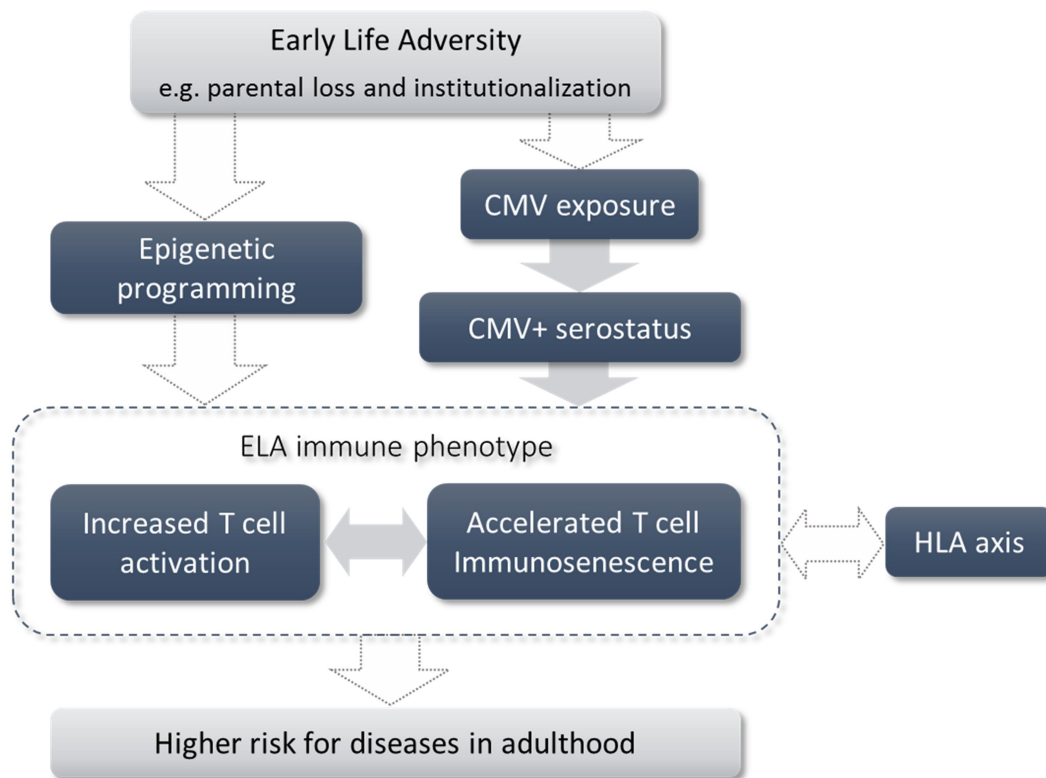 Early Life Adversity
e.g. parental loss and institutionalization
CMV exposure
Epigenetic
programming
CMV+ serostatus
ELA immune phenotype
Increased T cell
activation
Accelerated T cell
Immunosenescence
HLA axis
Higher risk for diseases in adulthood